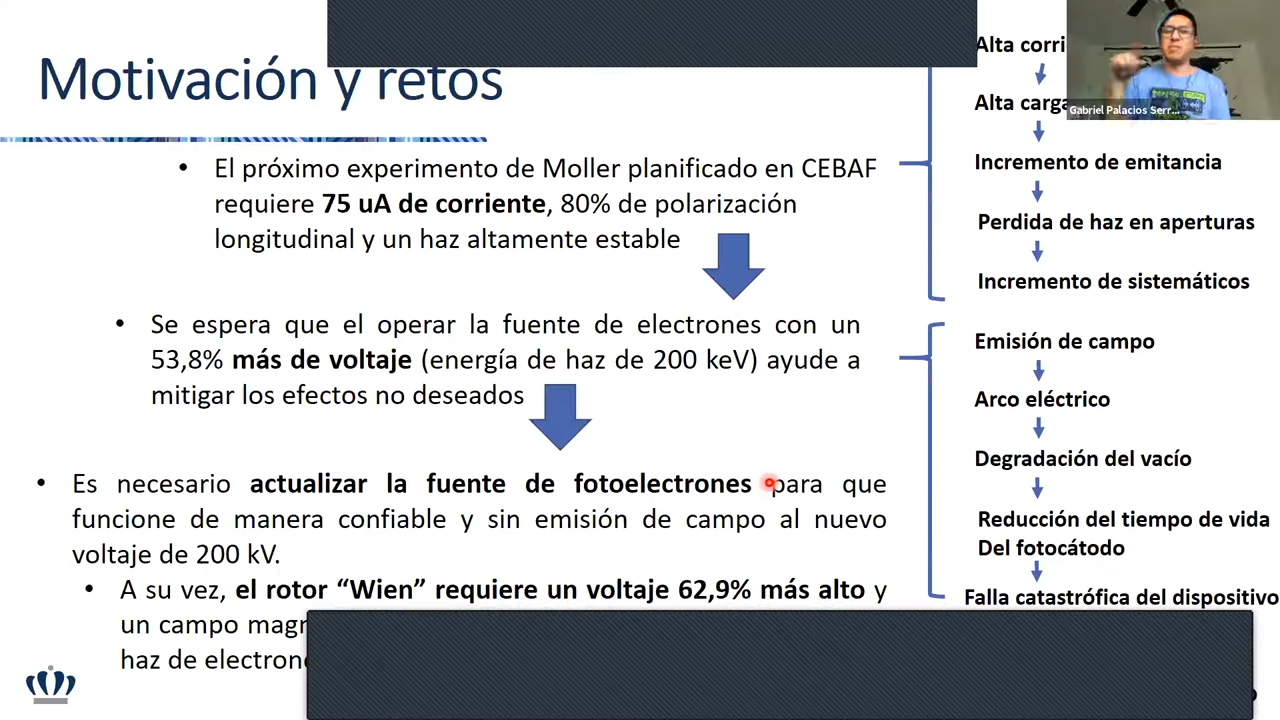 Motivación y retos
• El próximo experimento de Moller planificado en CEBAF
requiere 75 uA de corriente, 80% de polarización
longitudinal y un haz altamente estable
• Se espera que el operar la fuente de electrones con un
53,8% más de voltaje (energía de haz de 200 keV) ayude a
mitigar los efectos no deseados
• Es necesario actualizar la fuente de fotoelectrones para que
funcione de manera confiable y sin emisión de campo al nuevo
voltaje de 200 kV.
• A su vez, el rotor “Wien” requiere un voltaje 62,9% más alto y
un campo
haz de
Alta
Alta
Incremento de emitancia
Perdida de haz en aperturas
Incremento de sistemáticos
Emisión de campo
Arco eléctrico
Degradación del vacío
Reducción del tiempo de vida
Del fotocátodo
Falla catastrófica del dispositivo
Gabriel Palacios Serr...